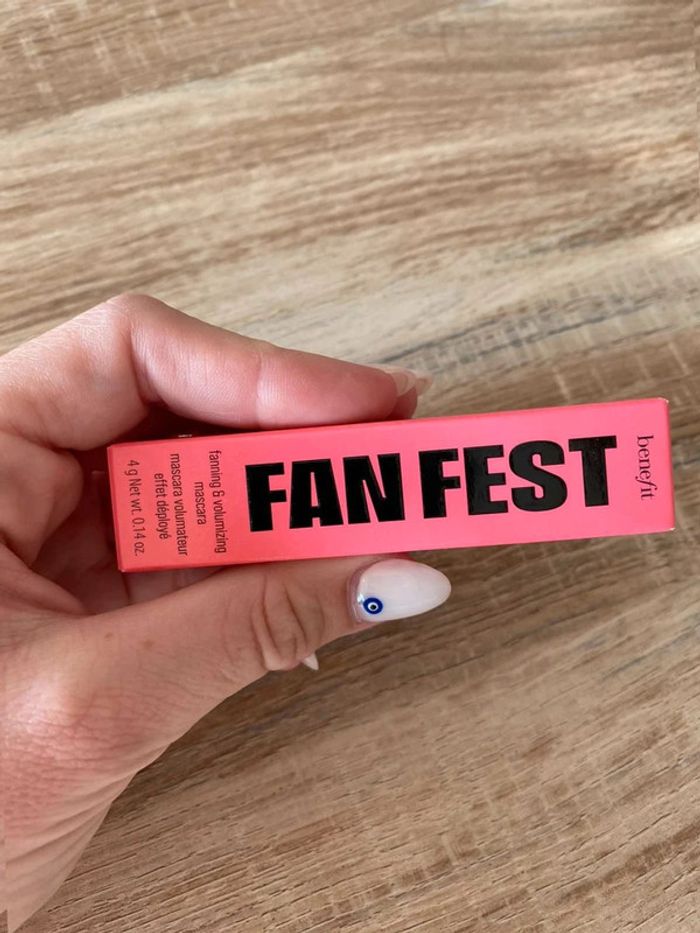 benefit
FAN FEST
fanning & volumizing
mascara
mascara volumateur
effet déployé
4 g Net wt. 0.14 oz.